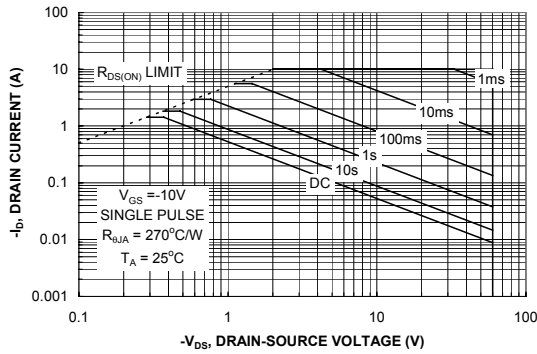 100
10
1
0.1
0.01
0.001
-I_D, DRAIN CURRENT (A)
R_DS(ON) LIMIT
1ms
10ms
100ms
1s
10s
DC
V_GS =-10V
SINGLE PULSE
R_θJA = 270°C/W
T_A = 25°C
0.1
1
10
100
-V_DS, DRAIN-SOURCE VOLTAGE (V)